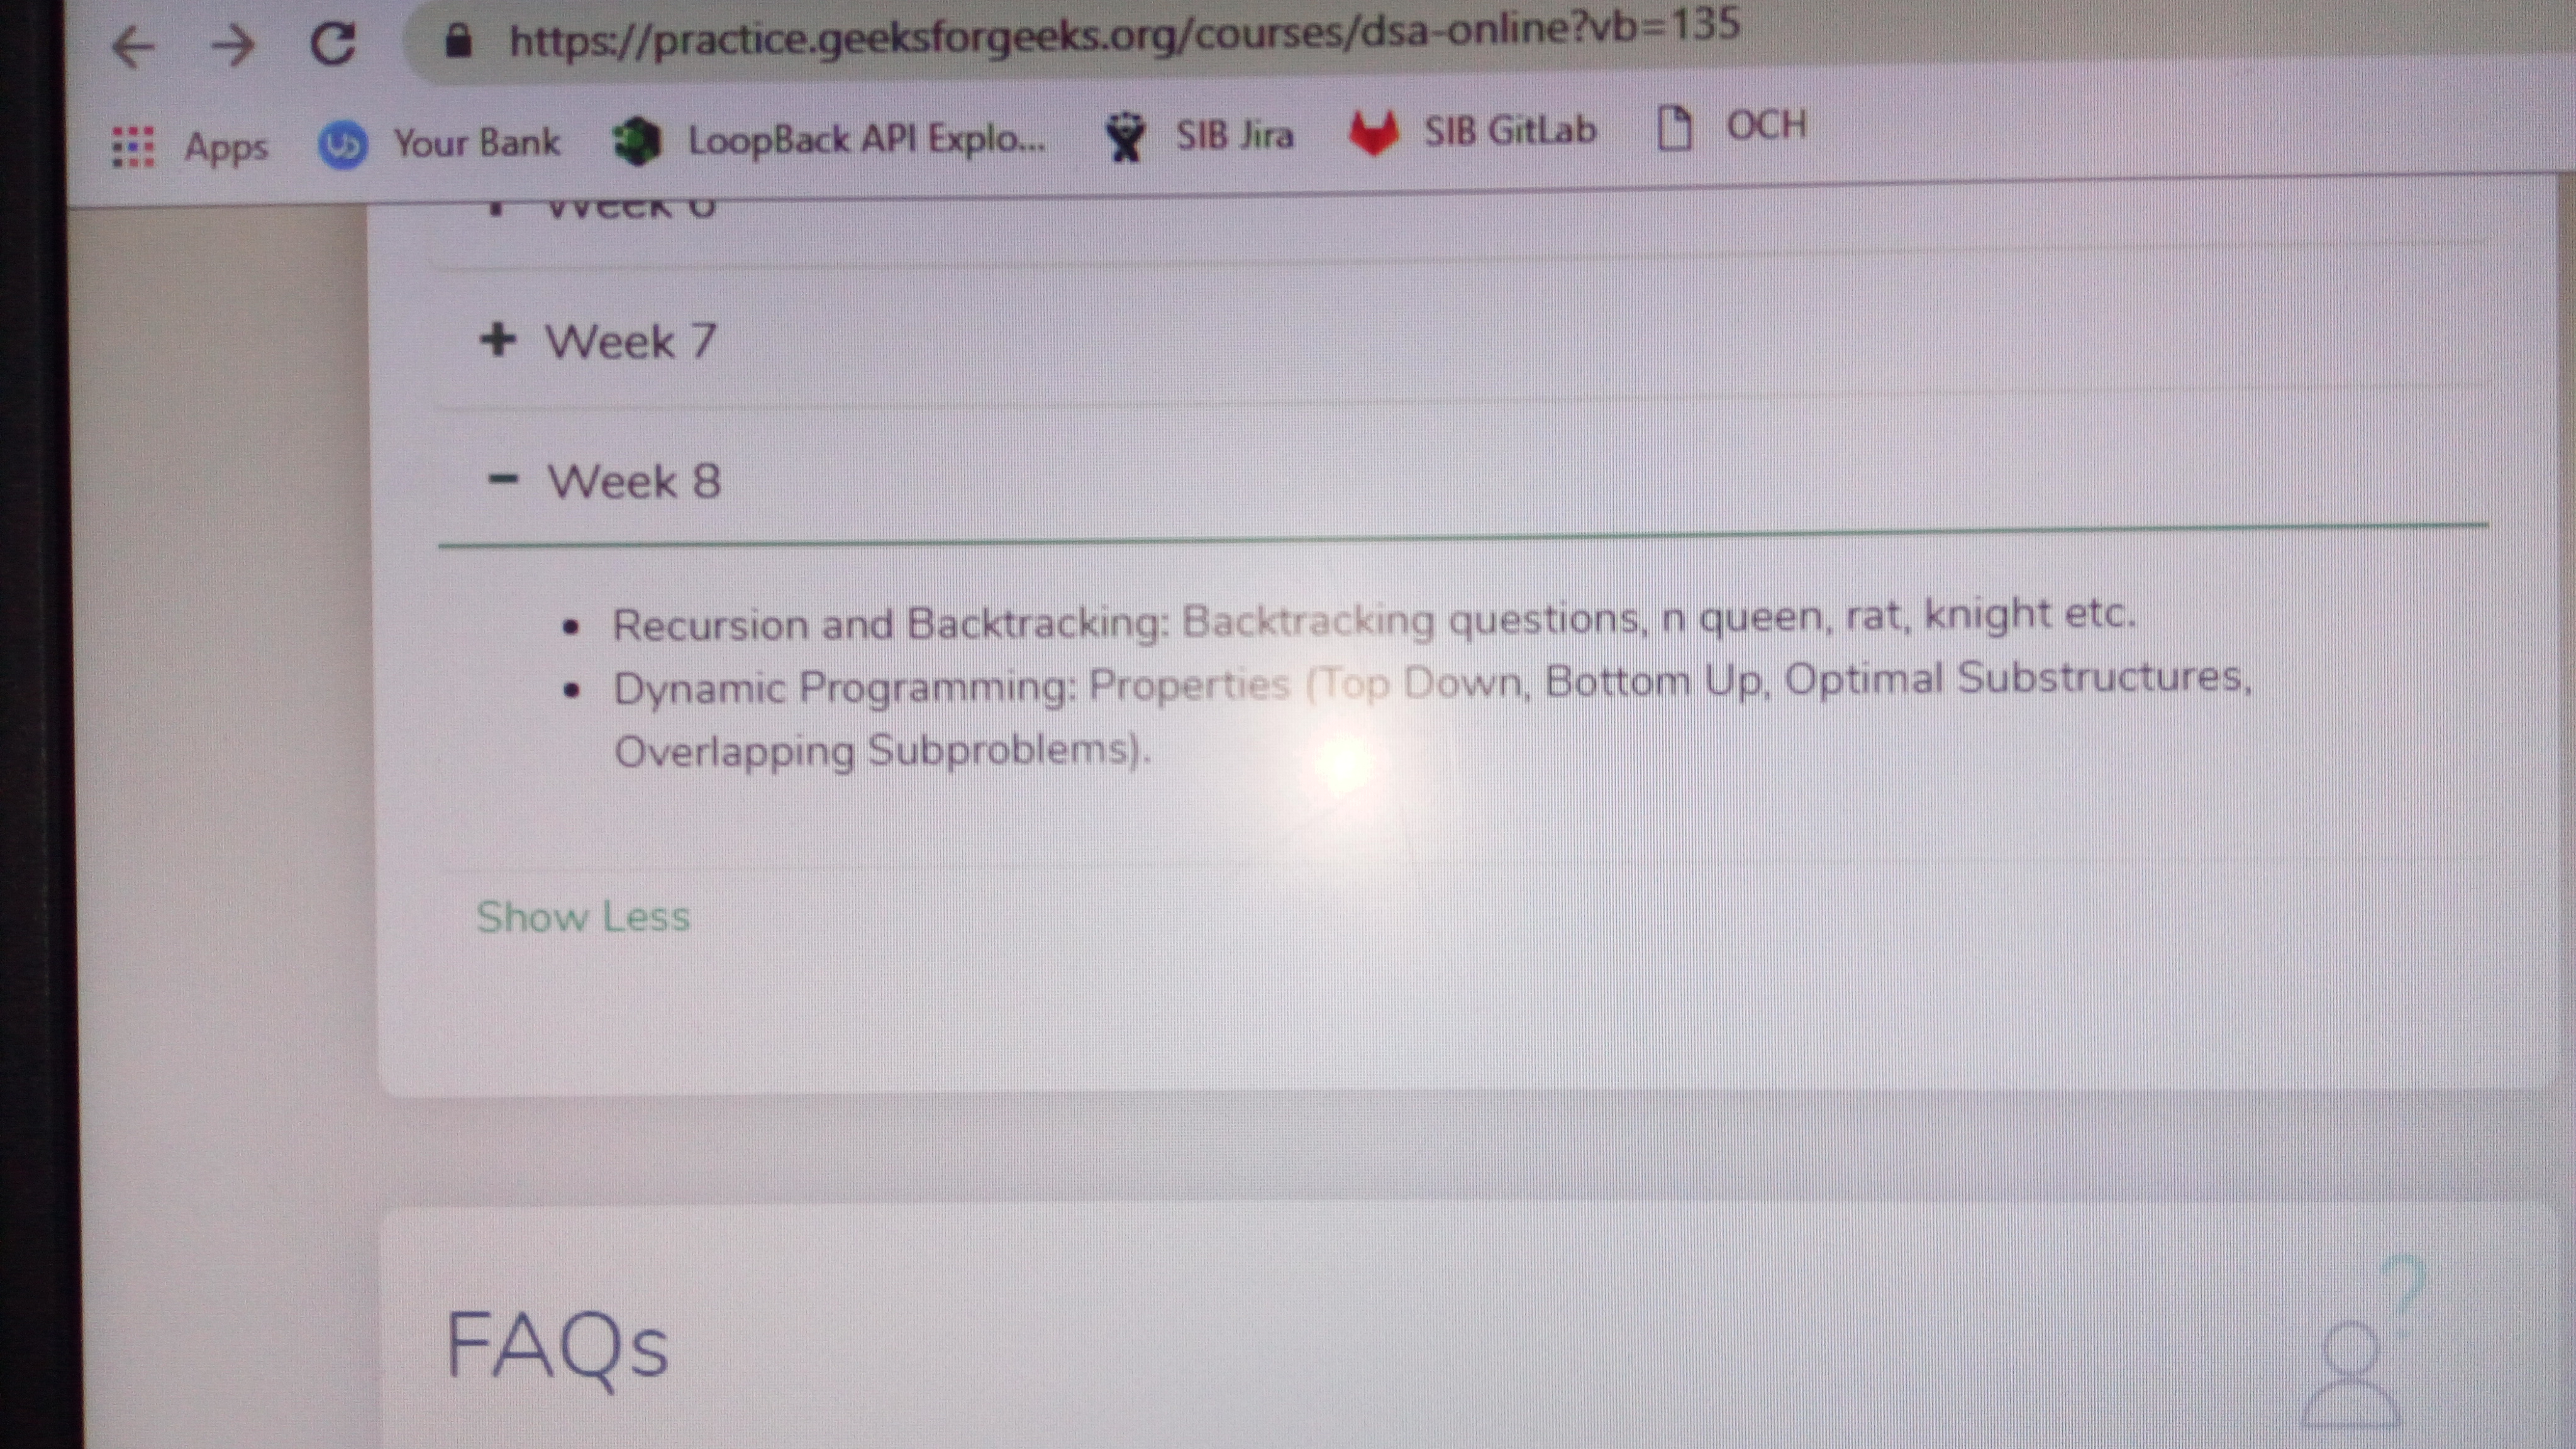 https://practice.geeksforgeeks.org/courses/dsa-online?vb=135
Apps Your Bank LoopBack API Explo... SIB Jira SIB GitLab OCH
Week
+ Week 7
− Week 8
• Recursion and Backtracking: Backtracking questions, n queen, rat, knight etc.
• Dynamic Programming: Properties (Top Down, Bottom Up, Optimal Substructures,
Overlapping Subproblems).
Show Less
FAQs
?